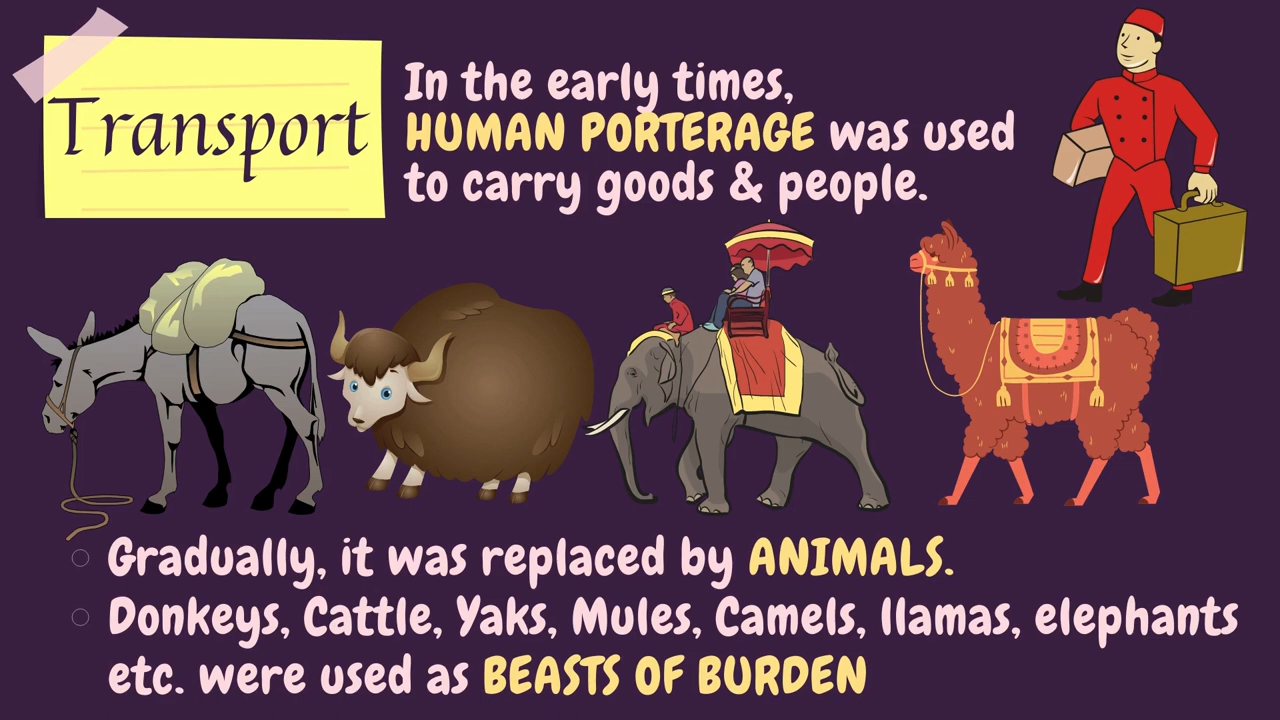 Transport
In the early times,
HUMAN PORTERAGE was used
to carry goods & people.
Gradually, it was replaced by ANIMALS.
Donkeys, Cattle, Yaks, Mules, Camels, llamas, elephants
etc. were used as BEASTS OF BURDEN